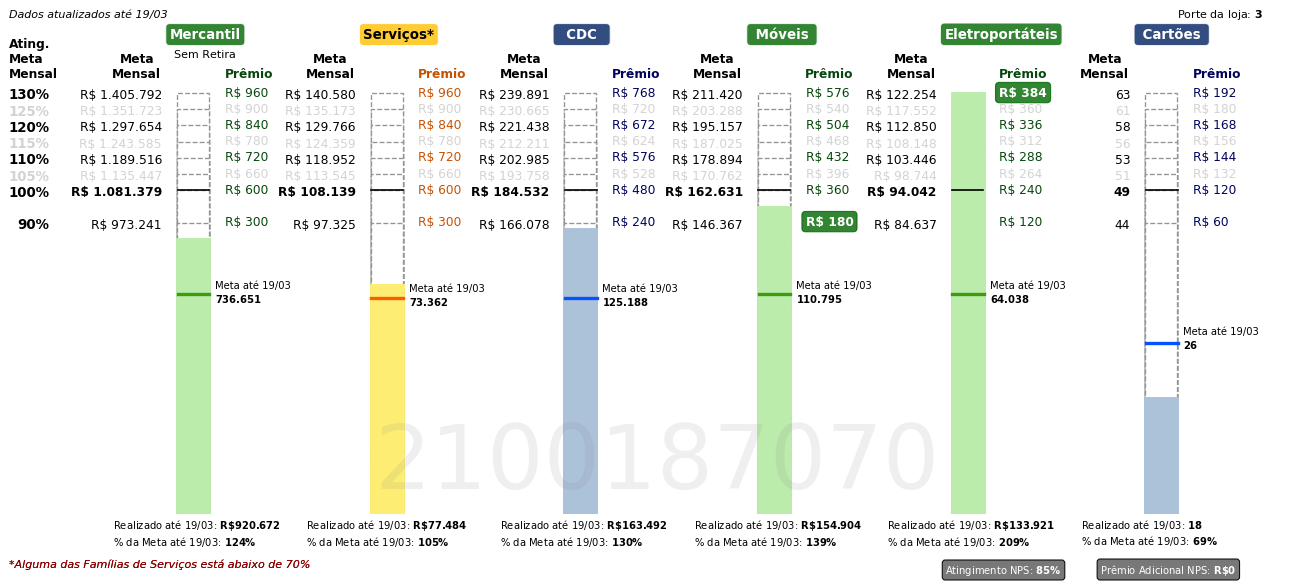 Dados atualizados até 19/03 Porte da loja: 3
Mercantil Serviços* CDC Móveis Eletroportáteis Cartões
Sem Retira
Ating. Meta Mensal Meta Mensal Prêmio Meta Mensal Prêmio Meta Mensal Prêmio Meta Mensal Prêmio Meta Mensal Prêmio Meta Mensal Prêmio
130% R$ 1.405.792 R$ 960 R$ 140.580 R$ 960 R$ 239.891 R$ 768 R$ 211.420 R$ 576 R$ 122.254 R$ 384 63 R$ 192
125% R$ 1.351.723 R$ 900 R$ 135.173 R$ 900 R$ 230.665 R$ 720 R$ 203.288 R$ 540 R$ 117.552 R$ 360 61 R$ 180
120% R$ 1.297.654 R$ 840 R$ 129.766 R$ 840 R$ 221.438 R$ 672 R$ 195.157 R$ 504 R$ 112.850 R$ 336 58 R$ 168
115% R$ 1.243.585 R$ 780 R$ 124.359 R$ 780 R$ 212.211 R$ 624 R$ 187.025 R$ 468 R$ 108.148 R$ 312 56 R$ 156
110% R$ 1.189.516 R$ 720 R$ 118.952 R$ 720 R$ 202.985 R$ 576 R$ 178.894 R$ 432 R$ 103.446 R$ 288 53 R$ 144
105% R$ 1.135.447 R$ 660 R$ 113.545 R$ 660 R$ 193.758 R$ 528 R$ 170.762 R$ 396 R$ 98.744 R$ 264 51 R$ 132
100% R$ 1.081.379 R$ 600 R$ 108.139 R$ 600 R$ 184.532 R$ 480 R$ 162.631 R$ 360 R$ 94.042 R$ 240 49 R$ 120
90% R$ 973.241 R$ 300 R$ 97.325 R$ 300 R$ 166.078 R$ 240 R$ 146.367 R$ 180 R$ 84.637 R$ 120 44 R$ 60
Meta até 19/03 Meta até 19/03 Meta até 19/03 Meta até 19/03 Meta até 19/03
736.651 73.362 125.188 110.795 64.038
Meta até 19/03
26
2100187070
Realizado até 19/03: R$920.672 Realizado até 19/03: R$77.484 Realizado até 19/03: R$163.492 Realizado até 19/03: R$154.904 Realizado até 19/03: R$133.921 Realizado até 19/03: 18
% da Meta até 19/03: 124% % da Meta até 19/03: 105% % da Meta até 19/03: 130% % da Meta até 19/03: 139% % da Meta até 19/03: 209% % da Meta até 19/03: 69%
*Alguma das Famílias de Serviços está abaixo de 70% Atingimento NPS: 85% Prêmio Adicional NPS: R$0